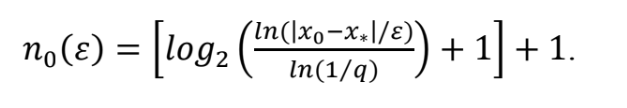 n₀(ε) = [log₂ (ln(|x₀−x∗|/ε) / ln(1/q)) + 1] + 1.